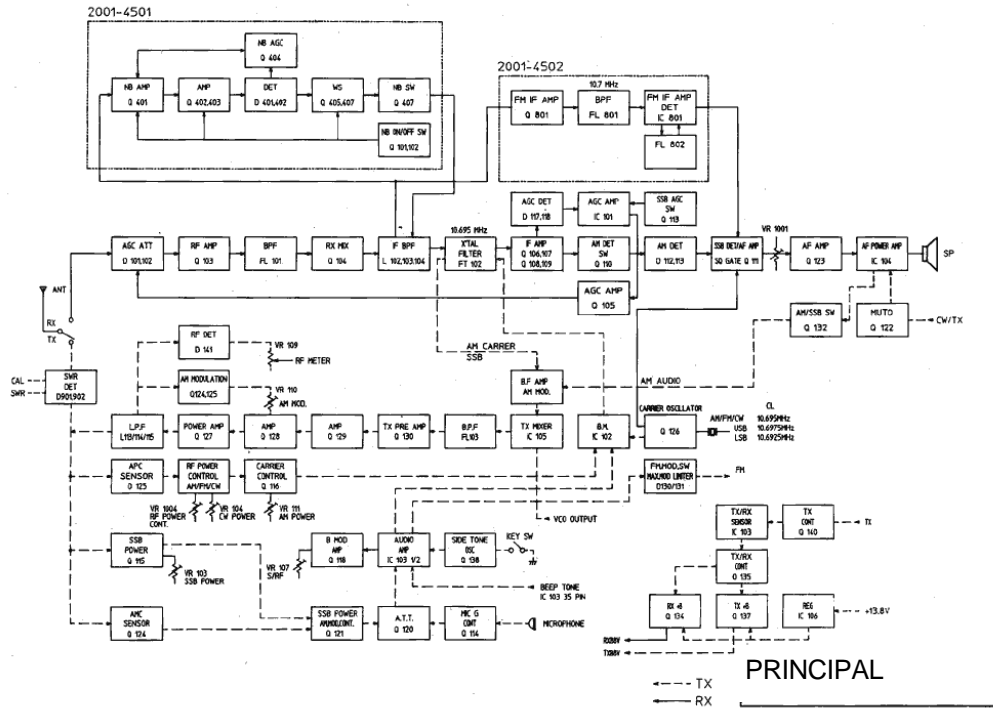 2001-4501
NB AGC
Q 404
NB AMP
Q 401
AMP
Q 402,403
DET
D 401,402
WS
Q 405,407
NB SW
Q 407
NB ON/OFF SW
Q 101,102
2001-4502
10.7 MHz
FM IF AMP
Q 801
BPF
FL 801
FM IF AMP
DET
IC 801
FL 802
AGC DET
D 117,118
AGC AMP
IC 101
SSB AGC
SW
Q 113
10.695 MHz
VR 1001
AGC ATT
D 101,102
RF AMP
Q 103
BPF
FL 101
RX MIX
Q 104
IF BPF
L 102,103,104
X'TAL
FILTER
FT 102
IF AMP
Q 106,107
Q 108,109
AM DET
SW
Q 110
AM DET
D 112,113
SSB DET/AF AMP
SQ GATE Q 111
AF AMP
Q 123
AF POWER AMP
IC 104
SP
AGC AMP
Q 105
AM/SSB SW
Q 132
MUTO
Q 122
CW/TX
ANT
RX
TX
RF DET
D 141
VR 109
RF METER
AM CARRER
SSB
CAL
SWR
SWR
DET
D901,902
AM MODULATION
Q124,125
VR 110
AM MOD.
B.F AMP
AM MOD.
AM AUDIO
CARRIER OSCLLATOR
CL
AM/FM/CW 10.695MHz
USB 10.6975MHz
LSB 10.6925MHz
L.P.F
L113/114/115
POWER AMP
Q 127
AMP
Q 128
AMP
Q 129
TX PRE AMP
Q 130
B.P.F
FL103
TX MIXER
IC 105
B.M.
IC 102
Q 126
APC
SENSOR
D 125
RF POWER
CONTROL
AM/FM/CW
CARRIER
CONTROL
Q 116
FM,MOD,SW
MAX.MOD LIMITER
D130/131
FM
VR 1004
RF POWER
CONT.
VR 104
CW POWER
VR 111
AM POWER
VCO OUTPUT
TX/RX
SENSOR
IC 103
TX
CONT
Q 140
TX
SSB
POWER
Q 115
VR 103
SSB POWER
VR 107
S/RF
B MOD
AMP
Q 118
AUDIO
AMP
IC 103 1/2
SIDE TONE
OSC
Q 138
KEY SW
TX/RX
CONT
Q 135
BEEP TONE
IC 103 35 PIN
AMC
SENSOR
Q 124
SSB POWER
AM,MOD,CONT.
Q 121
A.T.T.
Q 120
MIC G
CONT
Q 114
MICROPHONE
RX +B
Q 134
TX +B
Q 137
REG
IC 106
+13.8V
RX08V
TX08V
PRINCIPAL
TX
RX